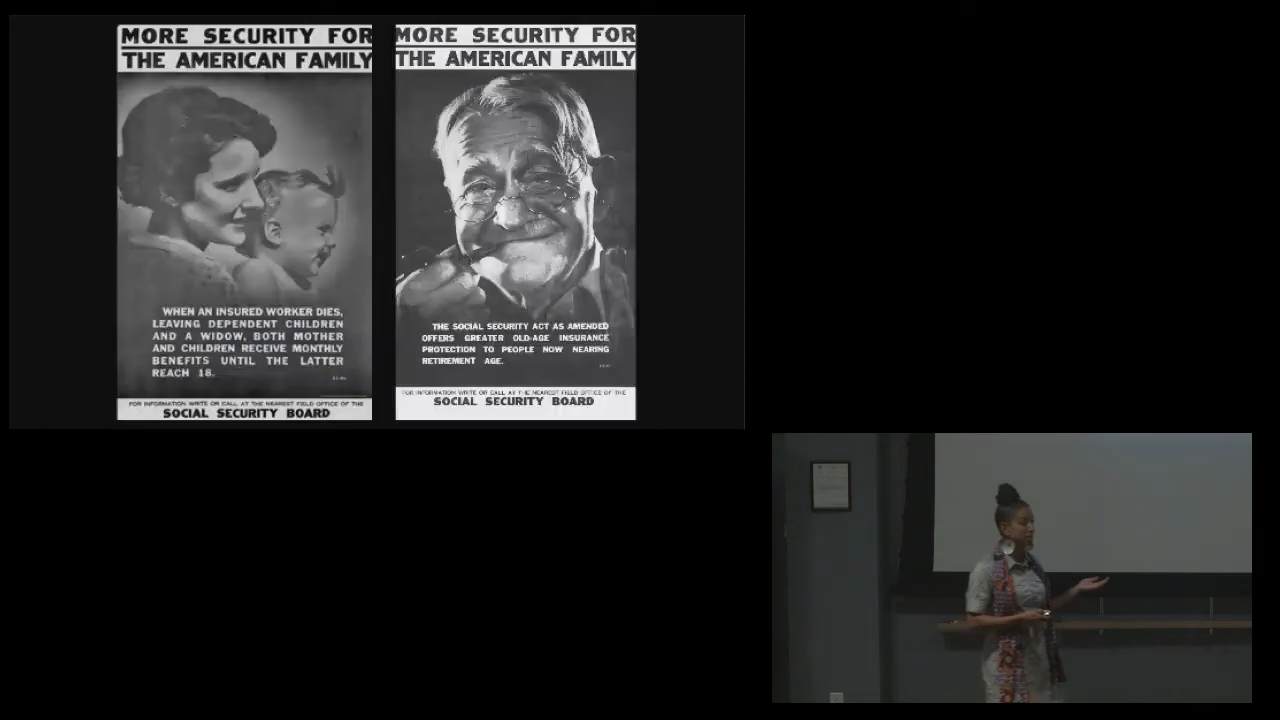 MORE SECURITY FOR
THE AMERICAN FAMILY
WHEN AN INSURED WORKER DIES,
LEAVING DEPENDENT CHILDREN
AND A WIDOW, BOTH MOTHER
AND CHILDREN RECEIVE MONTHLY
BENEFITS UNTIL THE LATTER
REACH 18.
FOR INFORMATION WRITE OR CALL AT THE NEAREST FIELD OFFICE OF THE
SOCIAL SECURITY BOARD
MORE SECURITY FOR
THE AMERICAN FAMILY
THE SOCIAL SECURITY ACT AS AMENDED
OFFERS GREATER OLD-AGE INSURANCE
PROTECTION TO PEOPLE NOW NEARING
RETIREMENT AGE.
FOR INFORMATION WRITE OR CALL AT THE NEAREST FIELD OFFICE OF THE
SOCIAL SECURITY BOARD